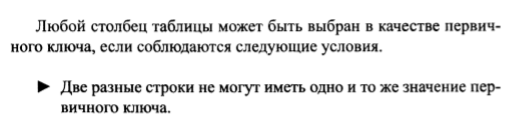 Любой столбец таблицы может быть выбран в качестве первич-
ного ключа, если соблюдаются следующие условия.
► Две разные строки не могут иметь одно и то же значение пер-
вичного ключа.